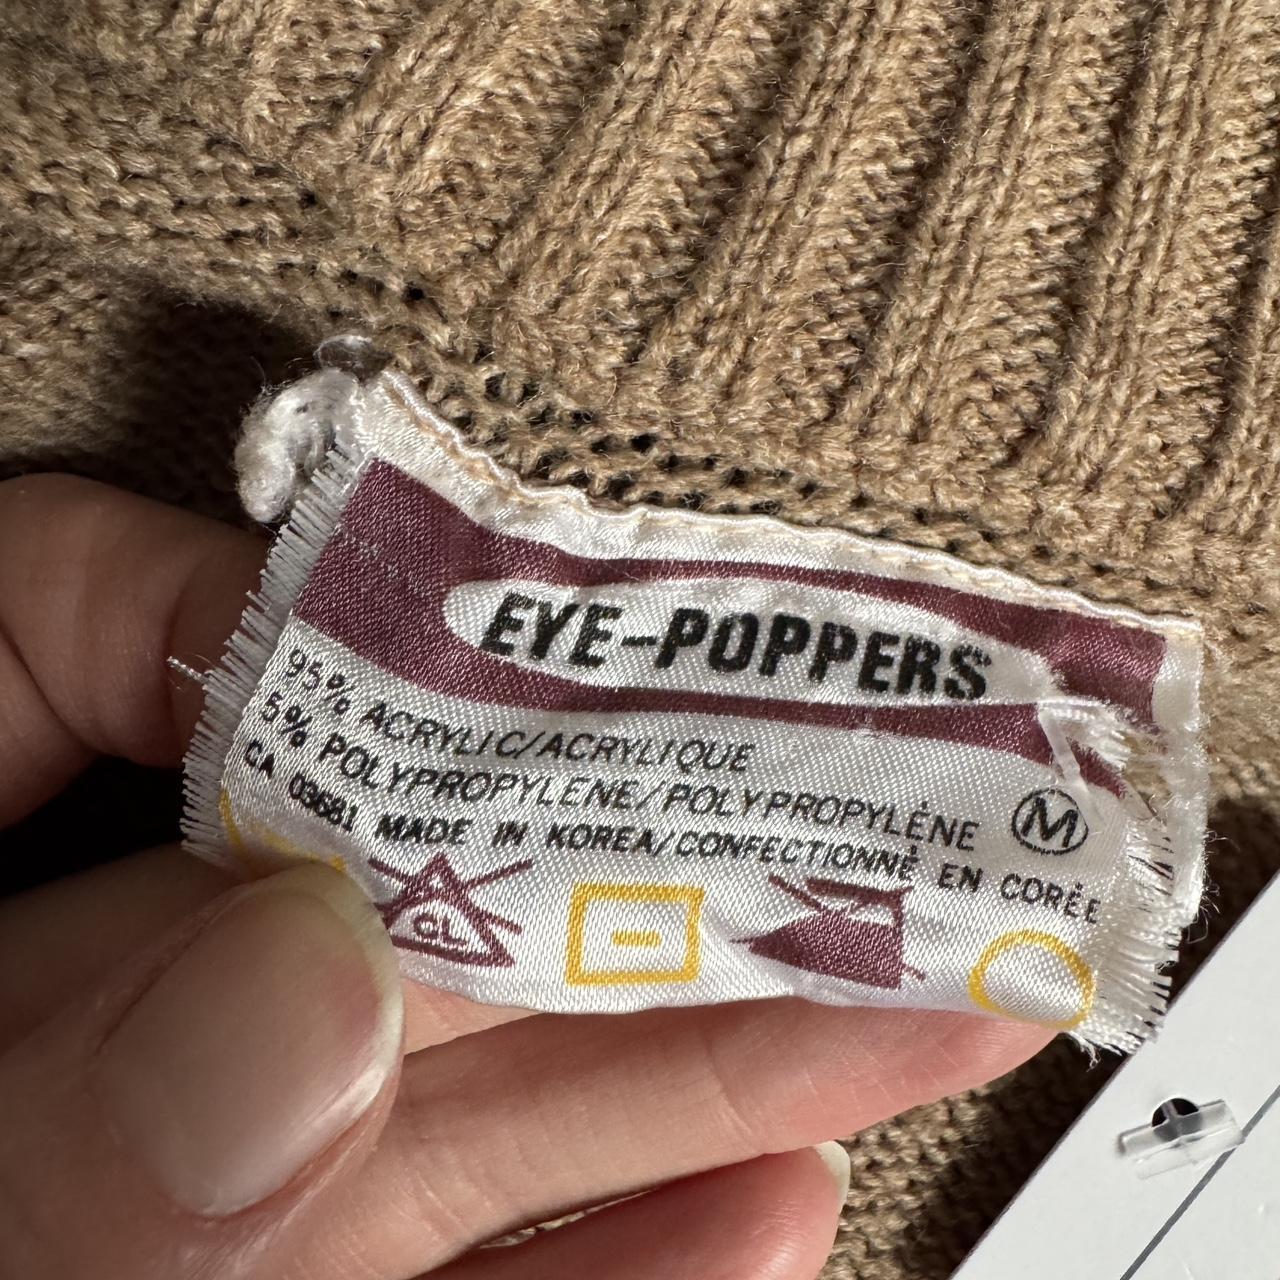 EYE-POPPERS
95% ACRYLIC/ACRYLIQUE
5% POLYPROPYLENE/POLYPROPYLÈNE
M
CA 03681 MADE IN KOREA/CONFECTIONNÉ EN CORÉE
CL